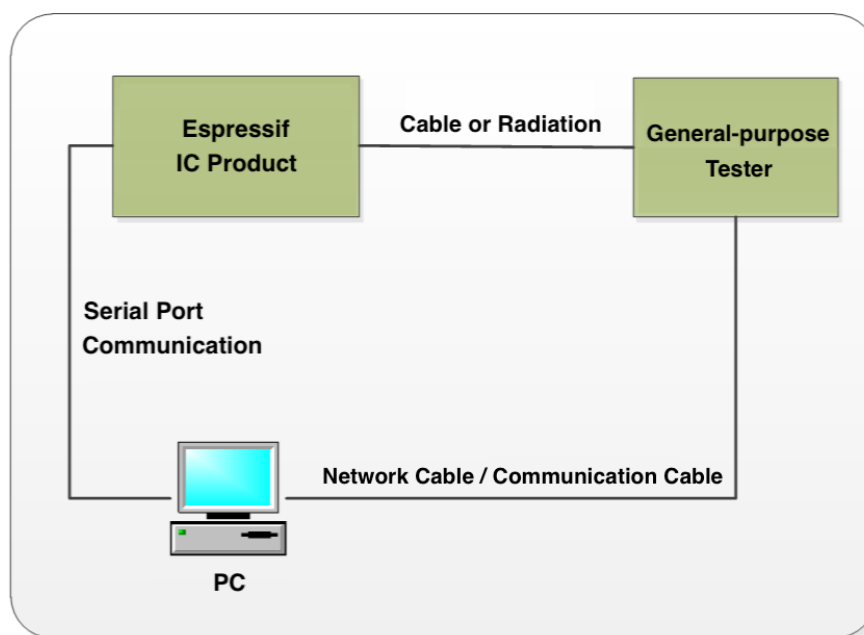 Espressif
IC Product
Cable or Radiation
General-purpose
Tester
Serial Port
Communication
Network Cable / Communication Cable
PC